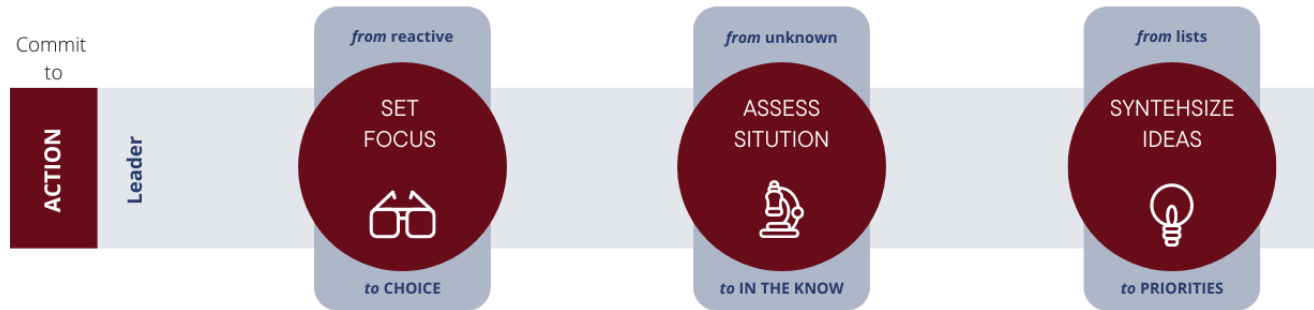 Commit
to
ACTION
Leader
from reactive
SET
FOCUS
to CHOICE
from unknown
ASSESS
SITUTION
to IN THE KNOW
from lists
SYNTEHSIZE
IDEAS
to PRIORITIES